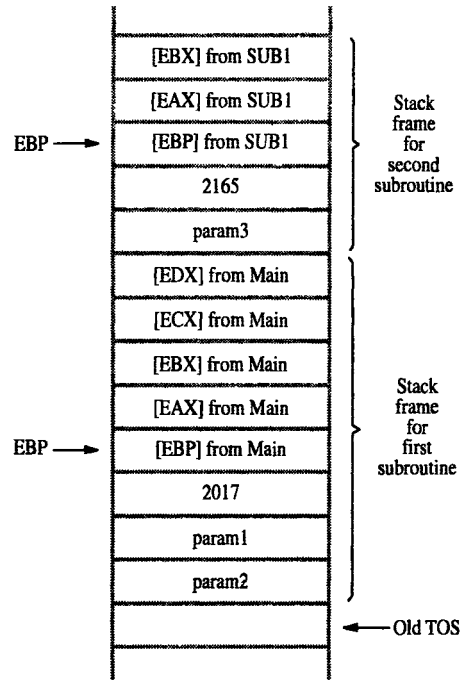 [EBX] from SUB1
[EAX] from SUB1
EBP
[EBP] from SUB1
2165
param3
Stack
frame
for
second
subroutine
[EDX] from Main
[ECX] from Main
[EBX] from Main
[EAX] from Main
EBP
[EBP] from Main
2017
param1
param2
Stack
frame
for
first
subroutine
Old TOS